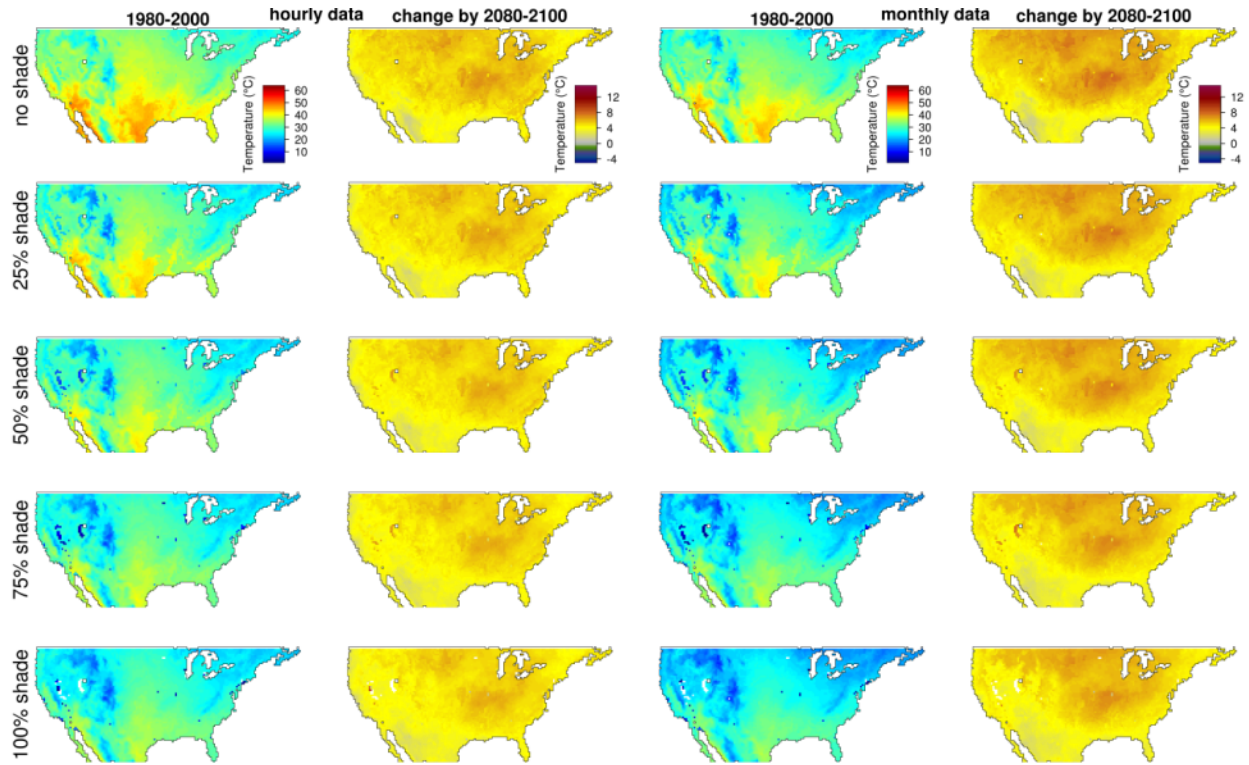 hourly data
monthly data
1980-2000
change by 2080-2100
1980-2000
change by 2080-2100
no shade
Temperature (°C)
60
50
40
30
20
10
Temperature (°C)
12
8
4
0
-4
Temperature (°C)
60
50
40
30
20
10
Temperature (°C)
12
8
4
0
-4
25% shade
50% shade
75% shade
100% shade